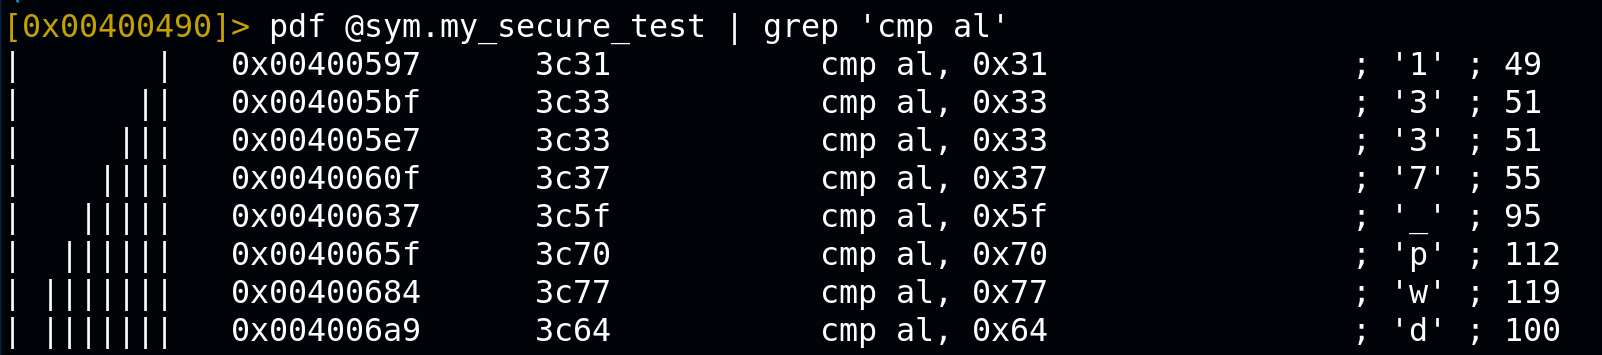 [0x00400490]> pdf @sym.my_secure_test | grep 'cmp al'
|       |   0x00400597      3c31           cmp al, 0x31                ; '1' ; 49
|      ||   0x004005bf      3c33           cmp al, 0x33                ; '3' ; 51
|     |||   0x004005e7      3c33           cmp al, 0x33                ; '3' ; 51
|    ||||   0x0040060f      3c37           cmp al, 0x37                ; '7' ; 55
|   |||||   0x00400637      3c5f           cmp al, 0x5f                ; '_' ; 95
|  ||||||   0x0040065f      3c70           cmp al, 0x70                ; 'p' ; 112
| |||||||   0x00400684      3c77           cmp al, 0x77                ; 'w' ; 119
| |||||||   0x004006a9      3c64           cmp al, 0x64                ; 'd' ; 100